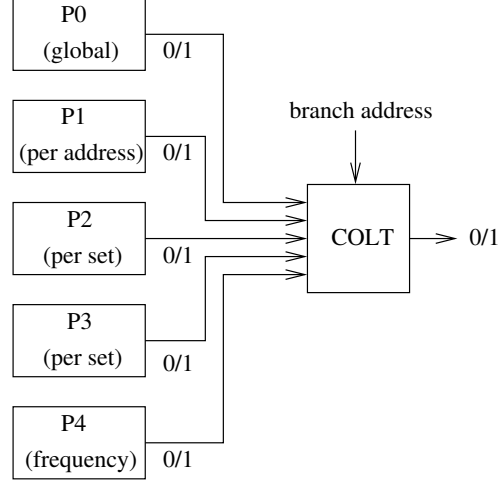 P0
(global)
0/1
P1
(per address)
0/1
P2
(per set)
0/1
P3
(per set)
0/1
P4
(frequency)
0/1
branch address
COLT
0/1